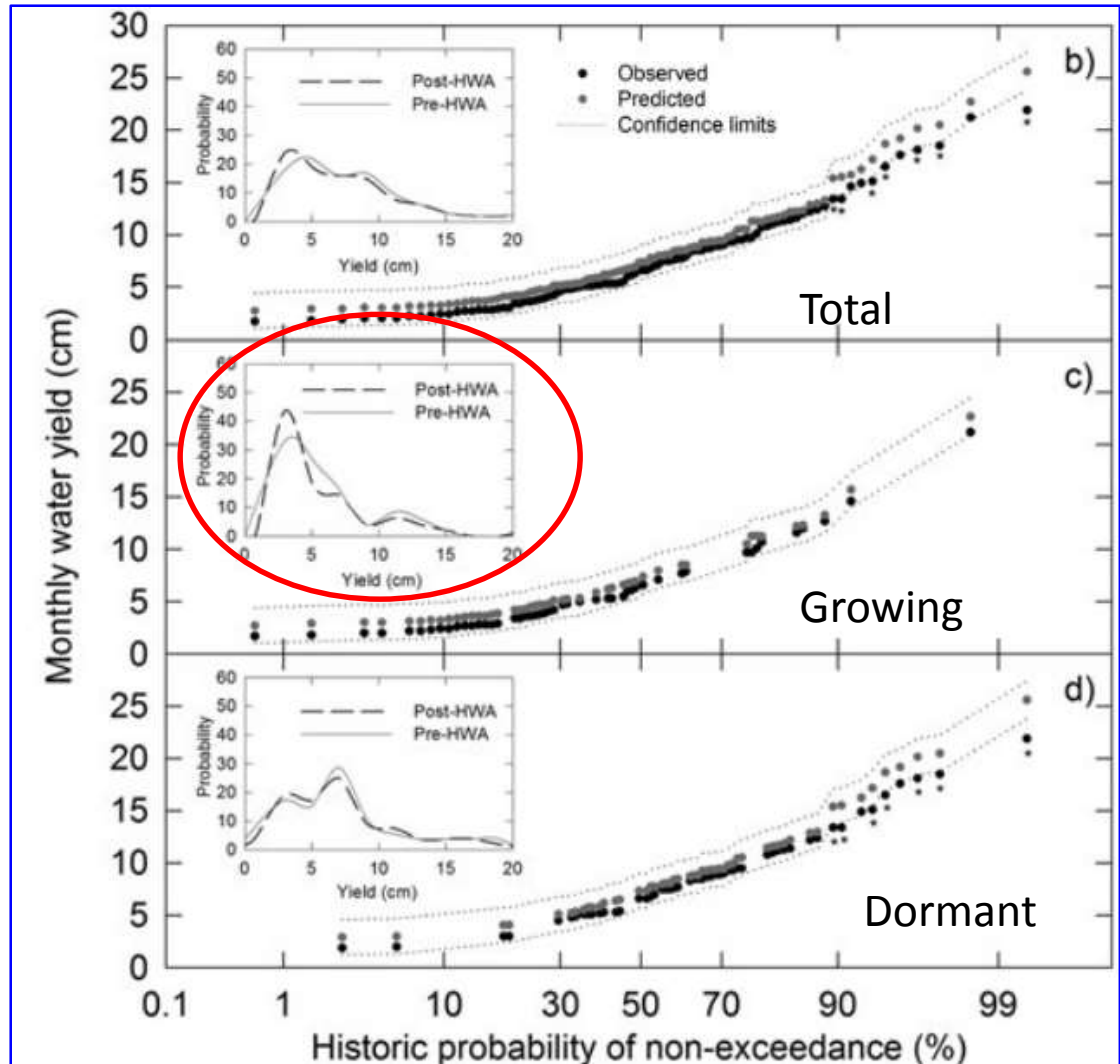 Monthly water yield (cm)
30
25
20
15
10
5
0
b)
Observed
Predicted
Confidence limits
Total
60
50
40
30
20
10
0
Probability
Post-HWA
Pre-HWA
0 5 10 15 20
Yield (cm)
25
20
15
10
5
0
c)
Growing
60
50
40
30
20
10
0
Probability
Post-HWA
Pre-HWA
0 5 10 15 20
Yield (cm)
25
20
15
10
5
0
d)
Dormant
60
50
40
30
20
10
0
Probability
Post-HWA
Pre-HWA
0 5 10 15 20
Yield (cm)
0.1 1 10 30 50 70 90 99
Historic probability of non-exceedance (%)